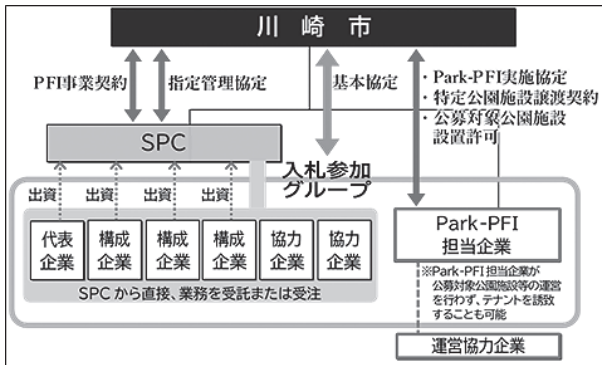 川崎市
PFI事業契約
指定管理協定
基本協定
・Park-PFI実施協定
・特定公園施設譲渡契約
・公募対象公園施設
設置許可
SPC
入札参加
グループ
出資
出資
出資
出資
代表
企業
構成
企業
構成
企業
構成
企業
協力
企業
協力
企業
SPCから直接、業務を受託または受注
Park-PFI
担当企業
※Park-PFI担当企業が
公募対象公園施設等の運営
を行わず、テナントを誘致
することも可能
運営協力企業